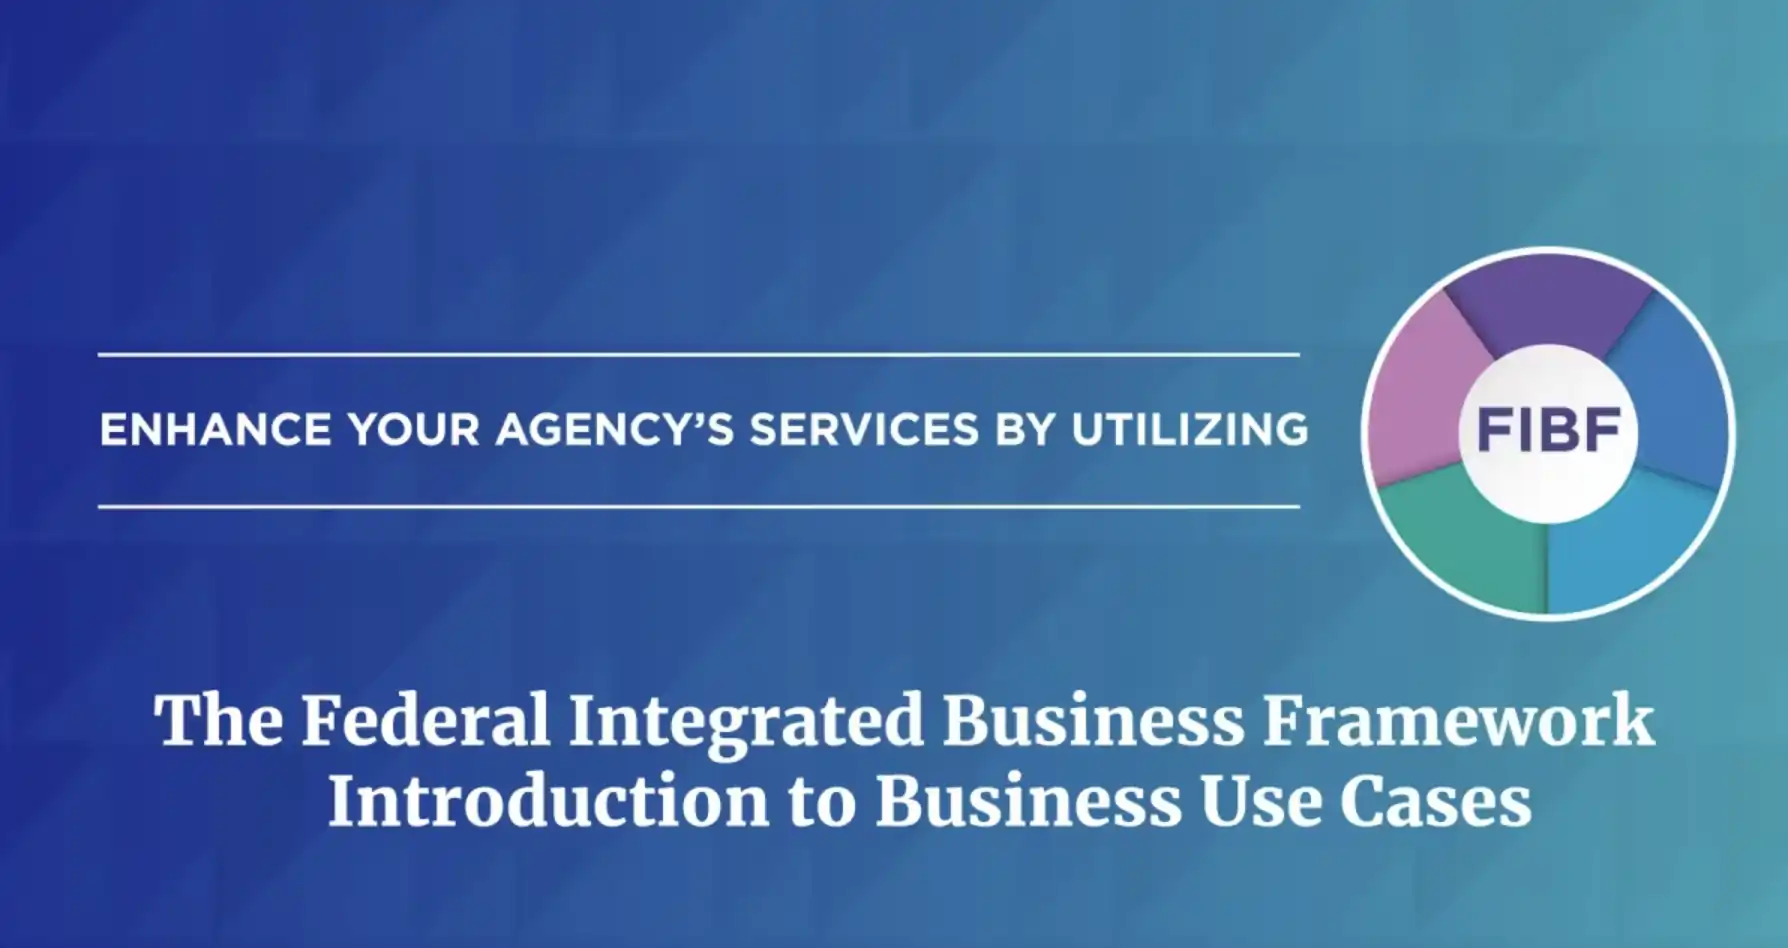 ENHANCE YOUR AGENCY’S SERVICES BY UTILIZING
FIBF
The Federal Integrated Business Framework
Introduction to Business Use Cases